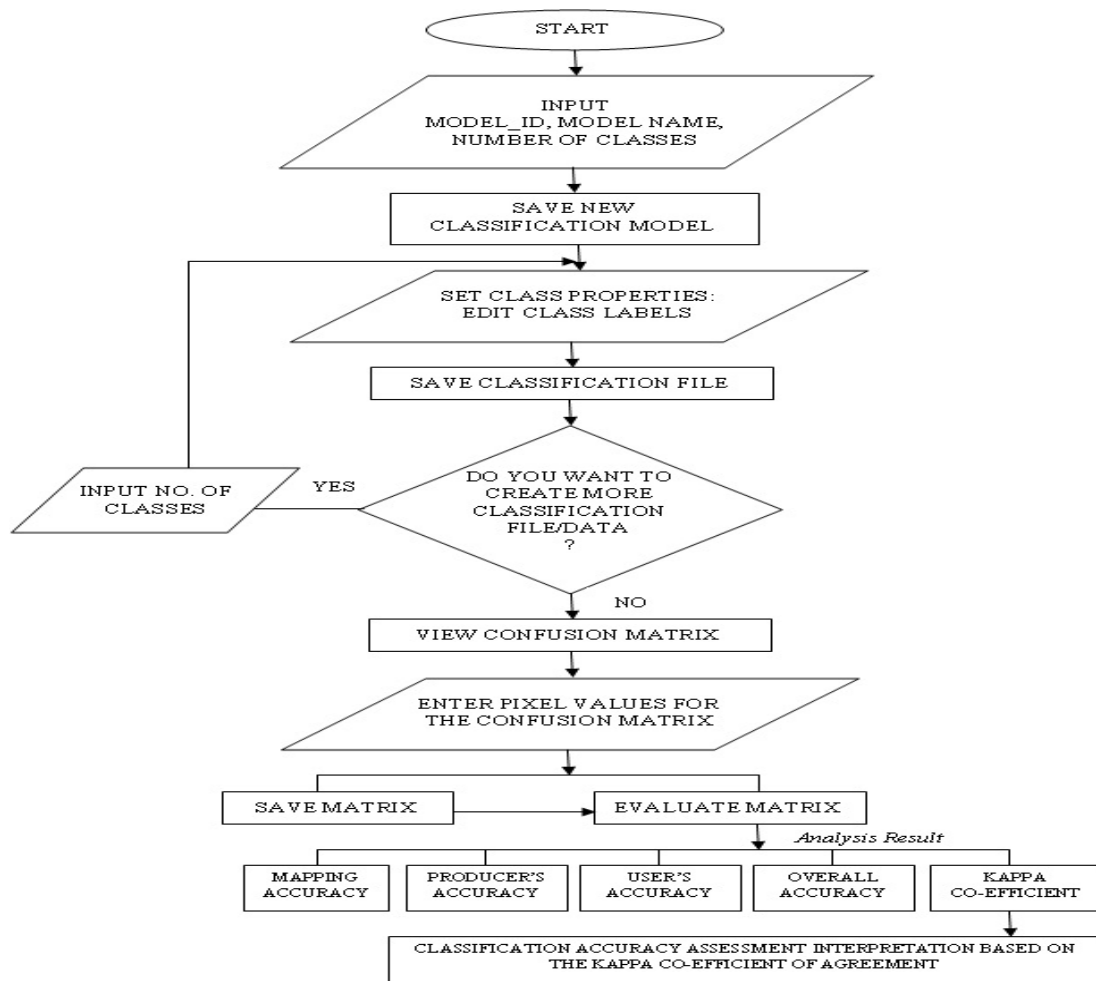 START
INPUT
MODEL_ID, MODEL NAME,
NUMBER OF CLASSES
SAVE NEW
CLASSIFICATION MODEL
SET CLASS PROPERTIES:
EDIT CLASS LABELS
SAVE CLASSIFICATION FILE
DO YOU WANT TO
CREATE MORE
CLASSIFICATION
FILE/DATA
?
YES
INPUT NO. OF
CLASSES
NO
VIEW CONFUSION MATRIX
ENTER PIXEL VALUES FOR
THE CONFUSION MATRIX
SAVE MATRIX
EVALUATE MATRIX
Analysis Result
MAPPING
ACCURACY
PRODUCER'S
ACCURACY
USER'S
ACCURACY
OVERALL
ACCURACY
KAPPA
CO-EFFICIENT
CLASSIFICATION ACCURACY ASSESSMENT INTERPRETATION BASED ON
THE KAPPA CO-EFFICIENT OF AGREEMENT